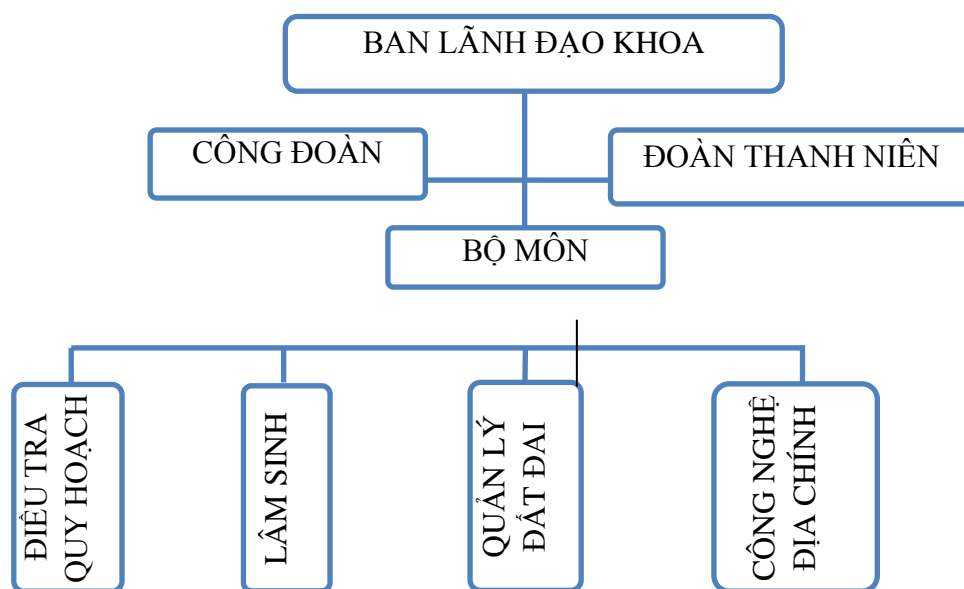 BAN LÃNH ĐẠO KHOA
CÔNG ĐOÀN
ĐOÀN THANH NIÊN
BỘ MÔN
ĐIỀU TRA
QUY HOẠCH
LÂM SINH
QUẢN LÝ
ĐẤT ĐAI
CÔNG NGHỆ
ĐỊA CHÍNH